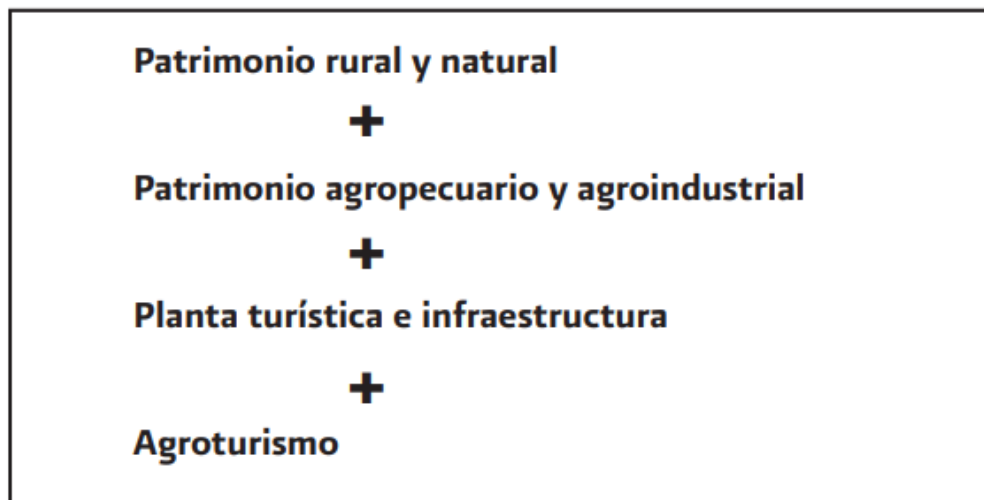 Patrimonio rural y natural
+
Patrimonio agropecuario y agroindustrial
+
Planta turística e infraestructura
+
Agroturismo